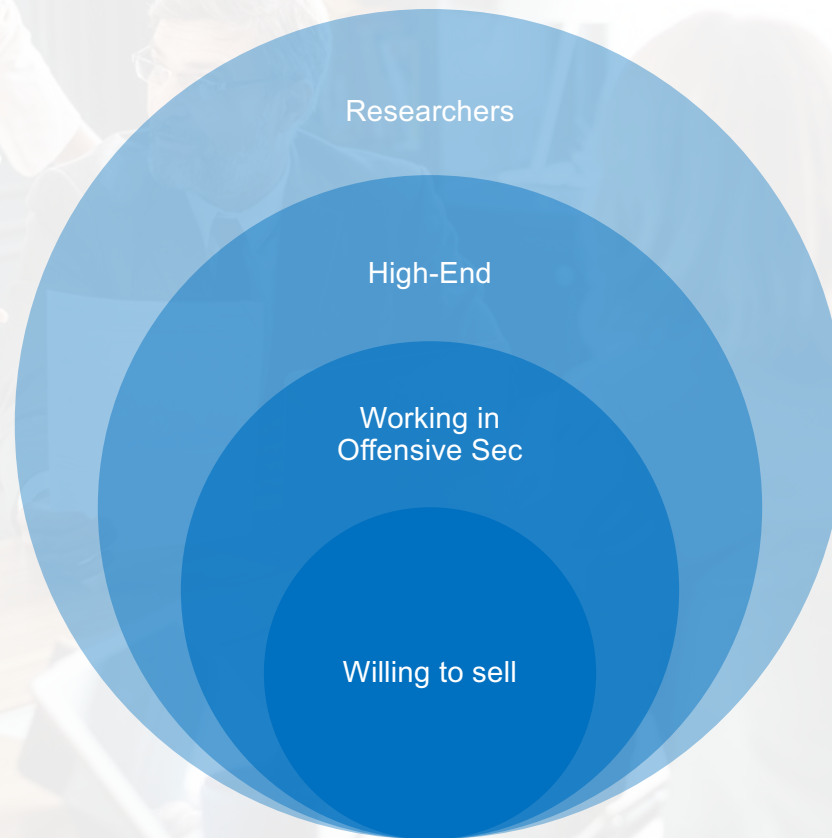 Researchers
High-End
Working in
Offensive Sec
Willing to sell